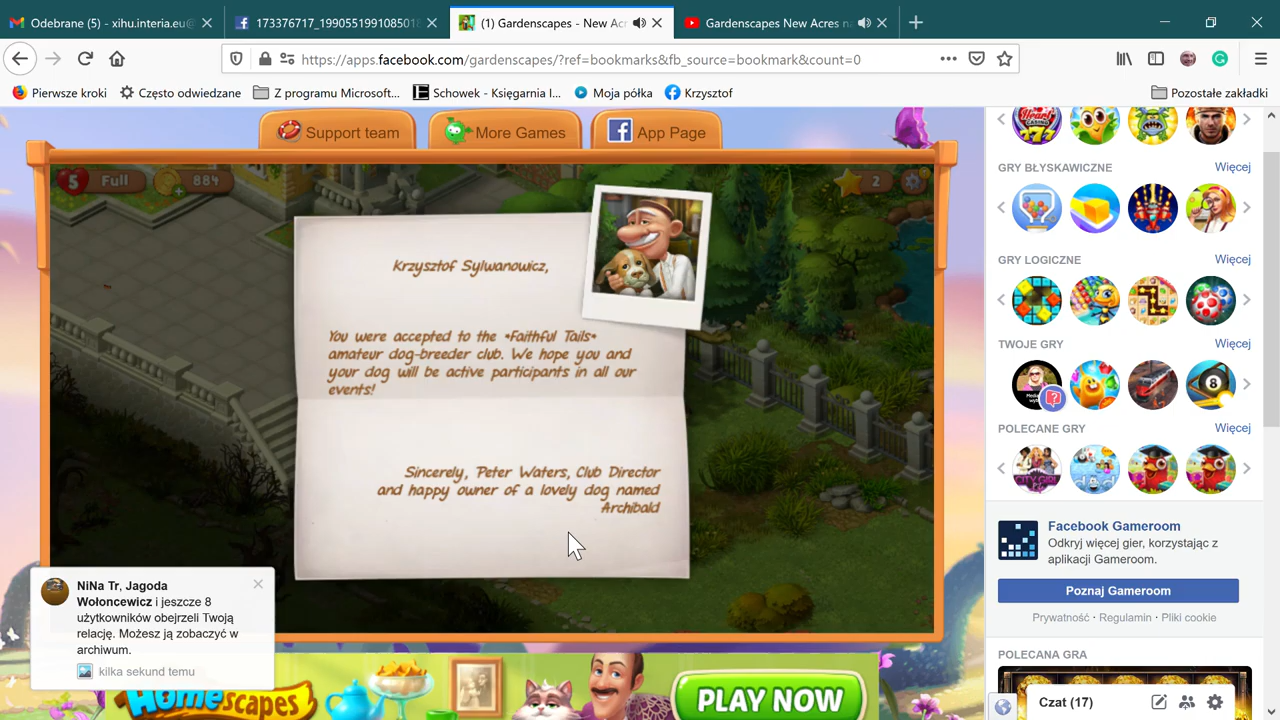 Odebrane (5) - xihu.interia.eu@
173376717_1990551991085018
(1) Gardenscapes - New Acr
Gardenscapes New Acres na
https://apps.facebook.com/gardenscapes/?ref=bookmarks&fb_source=bookmark&count=0
Pierwsze kroki
Często odwiedzane
Z programu Microsoft...
Schowek - Księgarnia I...
Moja półka
Krzysztof
Pozostałe zakładki
Support team
More Games
App Page
5 Full
884
2
Krzysztof Sylwanowicz,
You were accepted to the *Faithful Tails*
amateur dog-breeder club. We hope you and
your dog will be active participants in all our
events!
Sincerely, Peter Waters, Club Director
and happy owner of a lovely dog named
Archibald
777
GRY BŁYSKAWICZNE
Więcej
GRY LOGICZNE
Więcej
TWOJE GRY
Więcej
8
POLECANE GRY
Więcej
CITY GIRL
Facebook Gameroom
Odkryj więcej gier, korzystając z
aplikacji Gameroom.
Poznaj Gameroom
Prywatność · Regulamin · Pliki cookie
POLECANA GRA
Czat (17)
NiNa Tr, Jagoda
Wołoncewicz i jeszcze 8
użytkowników obejrzeli Twoją
relację. Możesz ją zobaczyć w
archiwum.
kilka sekund temu
Homescapes
PLAY NOW